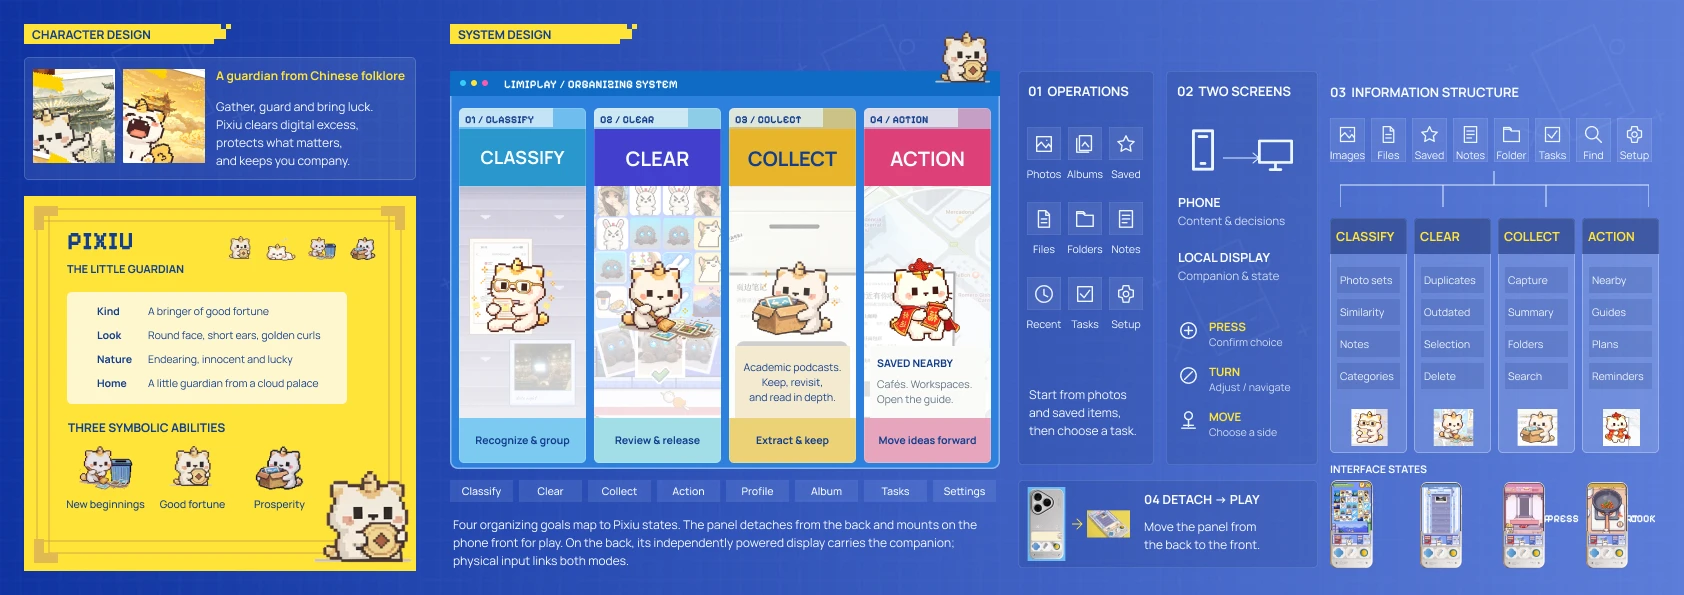 CHARACTER DESIGN
A guardian from Chinese folklore
Gather, guard and bring luck.
Pixiu clears digital excess,
protects what matters,
and keeps you company.
PIXIU
THE LITTLE GUARDIAN
Kind A bringer of good fortune
Look Round face, short ears, golden curls
Nature Endearing, innocent and lucky
Home A little guardian from a cloud palace
THREE SYMBOLIC ABILITIES
New beginnings Good fortune Prosperity
SYSTEM DESIGN
LIMIPLAY / ORGANIZING SYSTEM
01 / CLASSIFY
CLASSIFY
Recognize & group
02 / CLEAR
CLEAR
Review & release
03 / COLLECT
COLLECT
Academic podcasts.
Keep, revisit,
and read in depth.
Extract & keep
04 / ACTION
ACTION
SAVED NEARBY
Cafés. Workspaces.
Open the guide.
Move ideas forward
Classify Clear Collect Action Profile Album Tasks Settings
Four organizing goals map to Pixiu states. The panel detaches from the back and mounts on the
phone front for play. On the back, its independently powered display carries the companion;
physical input links both modes.
01 OPERATIONS
Photos Albums Saved
Files Folders Notes
Recent Tasks Setup
Start from photos
and saved items,
then choose a task.
02 TWO SCREENS
PHONE
Content & decisions
LOCAL DISPLAY
Companion & state
PRESS
Confirm choice
TURN
Adjust / navigate
MOVE
Choose a side
04 DETACH → PLAY
Move the panel from
the back to the front.
03 INFORMATION STRUCTURE
Images Files Saved Notes Folder Tasks Find Setup
CLASSIFY
Photo sets
Similarity
Notes
Categories
CLEAR
Duplicates
Outdated
Selection
Delete
COLLECT
Capture
Summary
Folders
Search
ACTION
Nearby
Guides
Plans
Reminders
INTERFACE STATES
PRESS
COOK